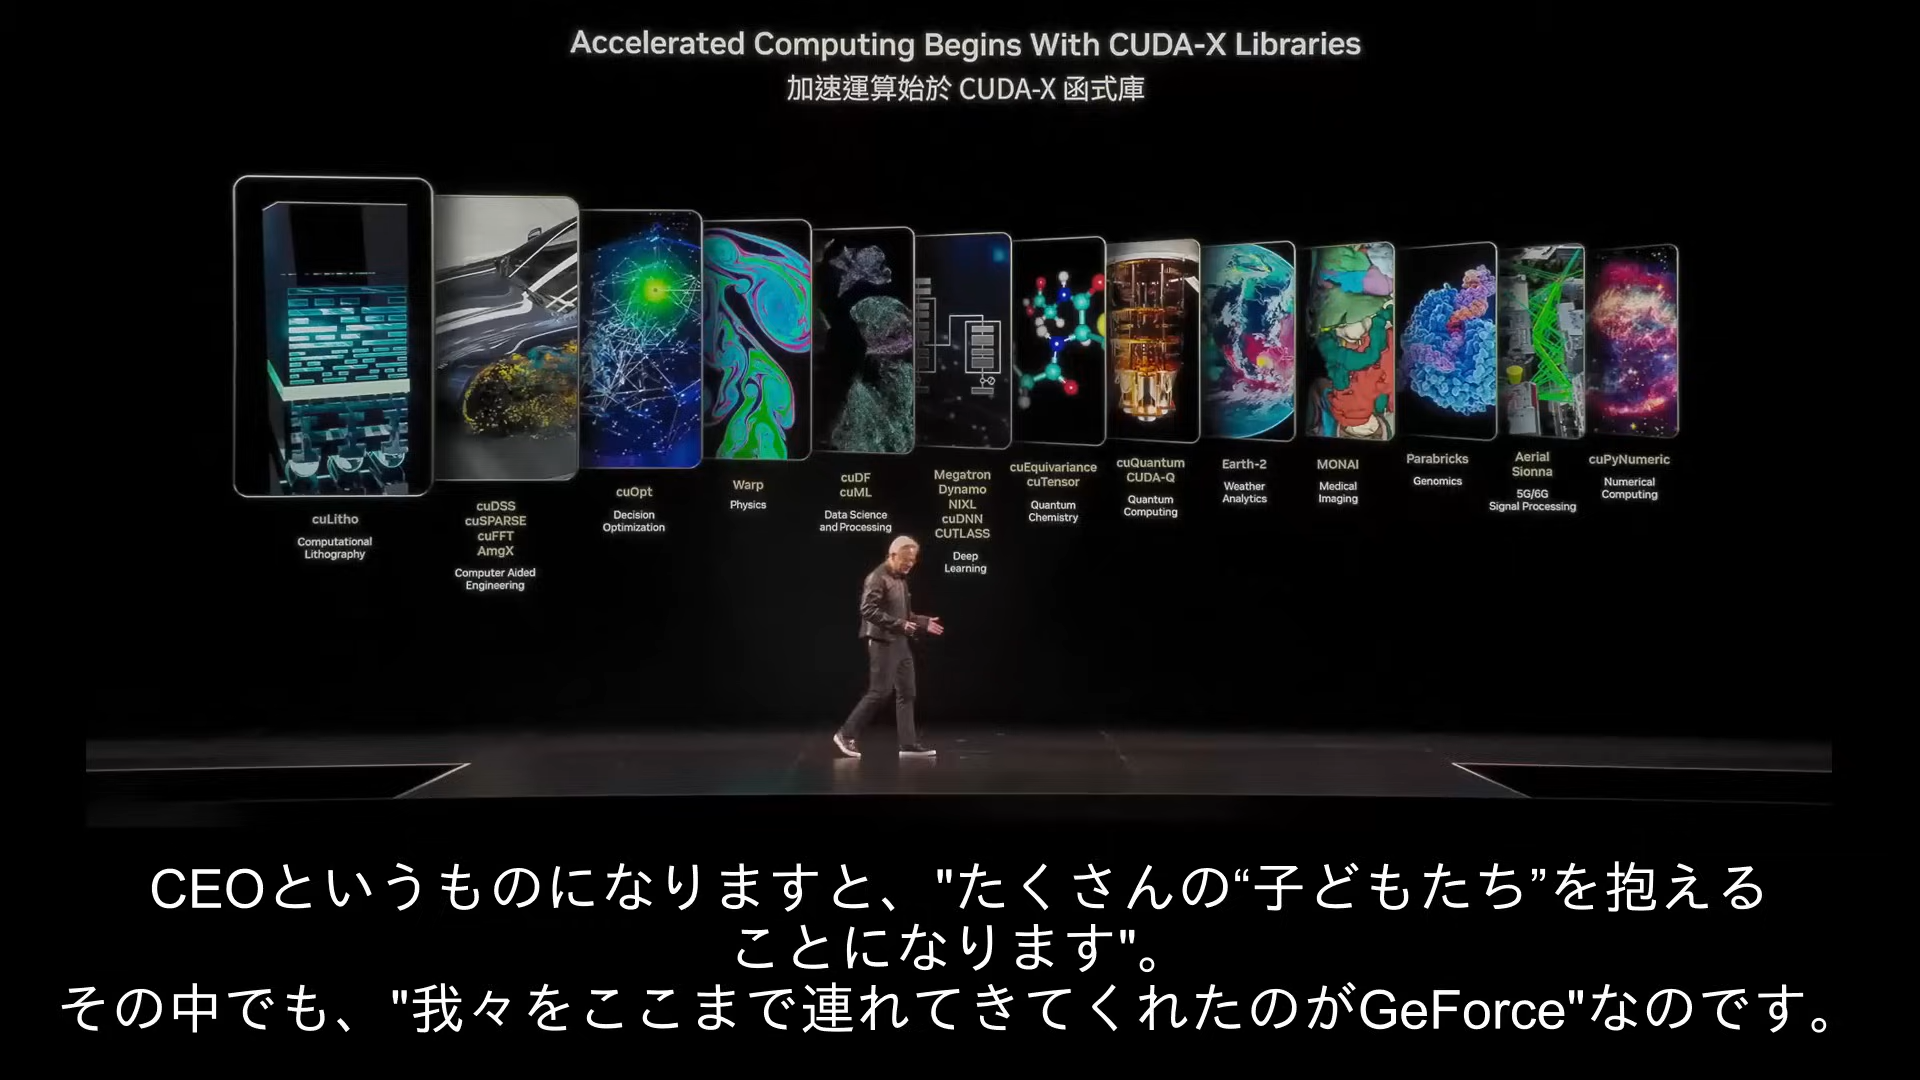 Accelerated Computing Begins With CUDA-X Libraries
加速運算始於 CUDA-X 函式庫
cuLitho
Computational
Lithography
cuDSS
cuSPARSE
cuFFT
AmgX
Computer Aided
Engineering
cuOpt
Decision
Optimization
Warp
Physics
cuDF
cuML
Data Science
and Processing
Megatron
Dynamo
NIXL
cuDNN
CUTLASS
Deep
Learning
cuEquivariance
cuTensor
Quantum
Chemistry
cuQuantum
CUDA-Q
Quantum
Computing
Earth-2
Weather
Analytics
MONAI
Medical
Imaging
Parabricks
Genomics
Aerial
Sionna
5G/6G
Signal Processing
cuPyNumeric
Numerical
Computing
CEOというものになりますと、"たくさんの“子どもたち”を抱える
ことになります"。
その中でも、"我々をここまで連れてきてくれたのがGeForce"なのです。